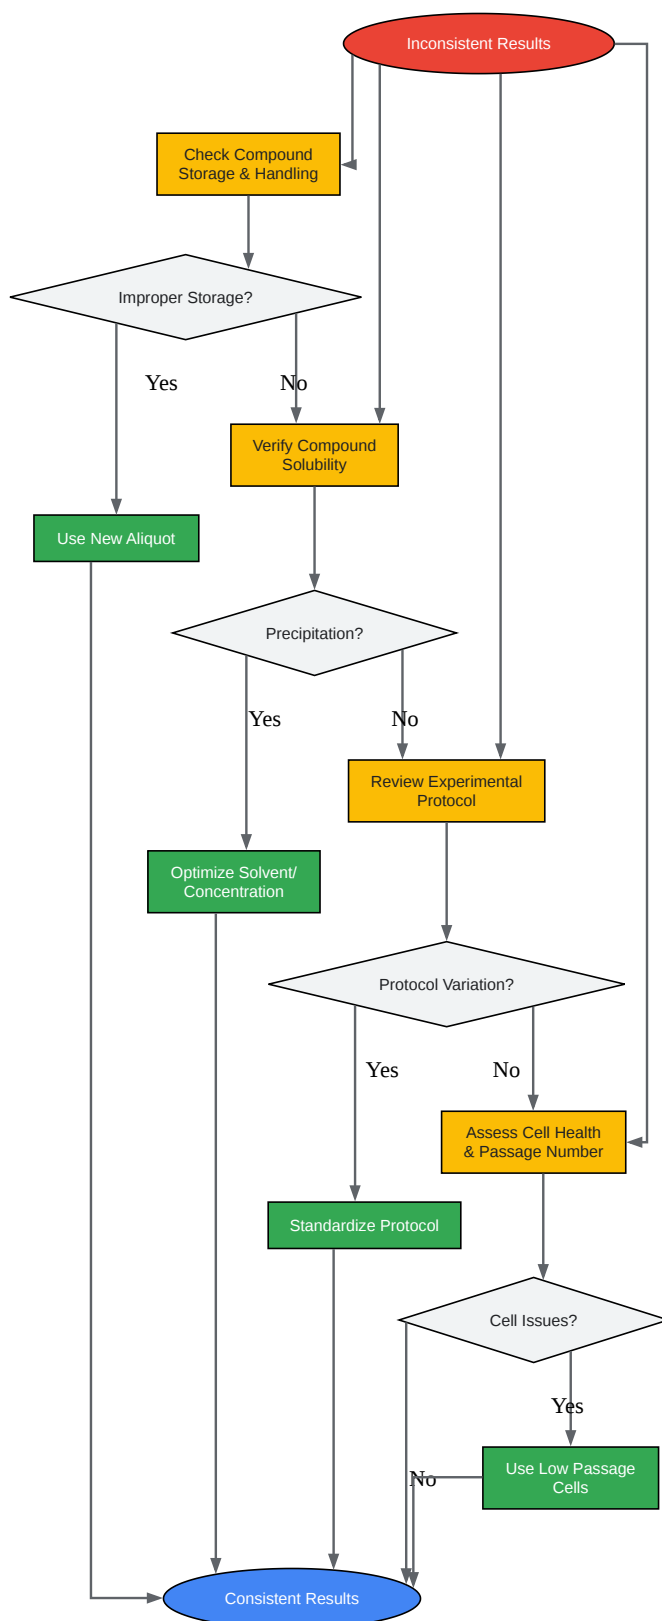 Inconsistent Results
Check Compound
Storage & Handling
Improper Storage?
Yes
No
Verify Compound
Solubility
Use New Aliquot
Precipitation?
Yes
No
Review Experimental
Protocol
Optimize Solvent/
Concentration
Protocol Variation?
Yes
No
Assess Cell Health
& Passage Number
Standardize Protocol
Cell Issues?
Yes
Use Low Passage
Cells
No
Consistent Results